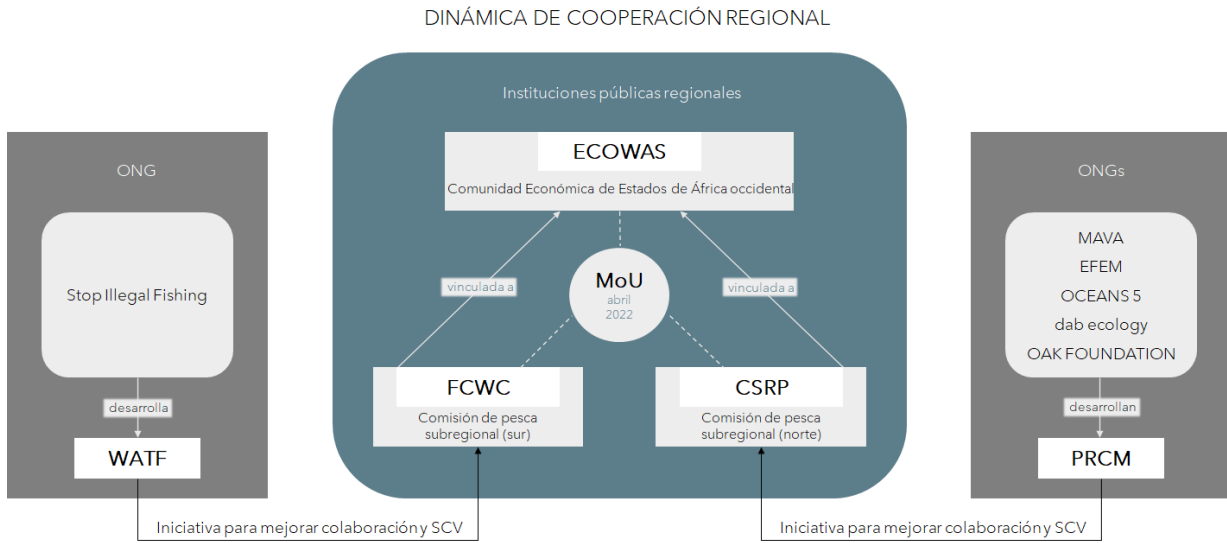 DINÁMICA DE COOPERACIÓN REGIONAL
Instituciones públicas regionales
ECOWAS
Comunidad Económica de Estados de África occidental
vinculada a
vinculada a
MoU
abril
2022
FCWC
Comisión de pesca
subregional (sur)
CSRP
Comisión de pesca
subregional (norte)
ONG
Stop Illegal Fishing
desarrolla
WATF
Iniciativa para mejorar colaboración y SCV
ONGs
MAVA
EFEM
OCEANS 5
dab ecology
OAK FOUNDATION
desarrollan
PRCM
Iniciativa para mejorar colaboración y SCV